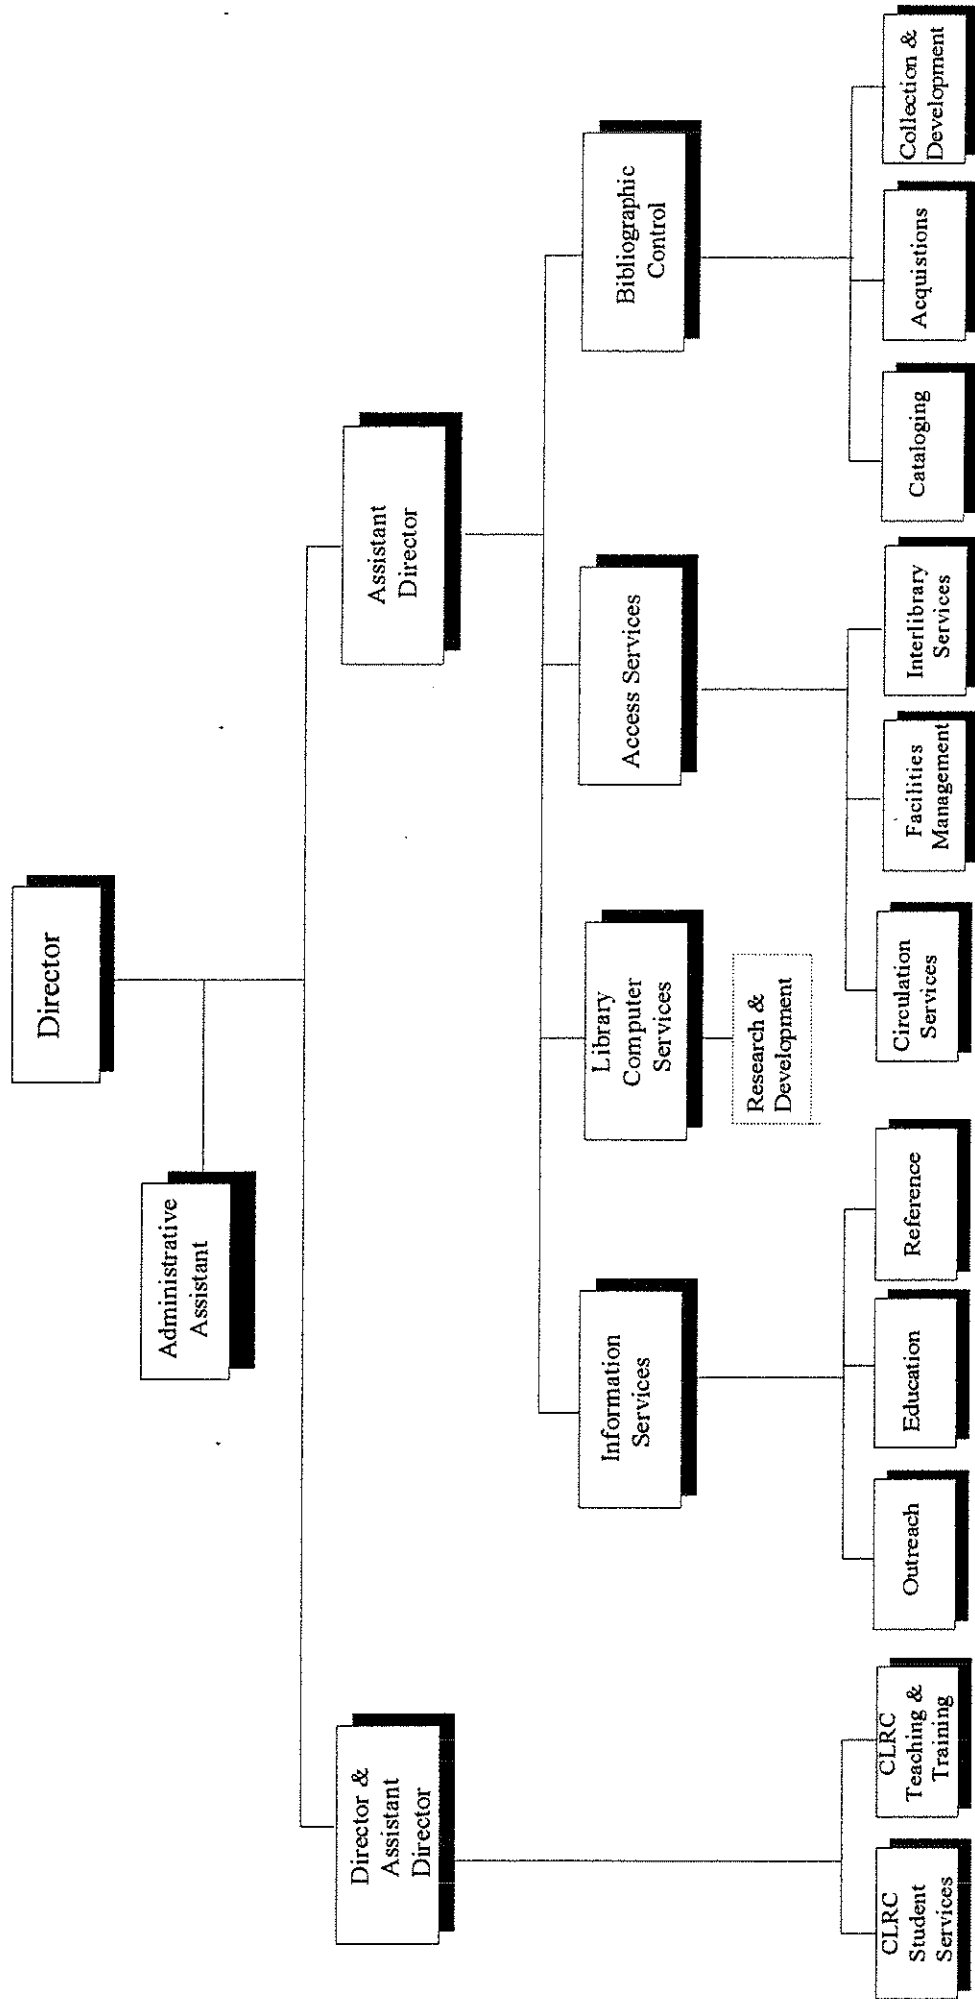 Director
Administrative
Assistant
Director &
Assistant
Director
Assistant
Director
Information
Services
Library
Computer
Services
Access Services
Bibliographic
Control
Research &
Development
CLRC
Student
Services
CLRC
Teaching &
Training
Outreach
Education
Reference
Circulation
Services
Facilities
Management
Interlibrary
Services
Cataloging
Acquistions
Collection &
Development